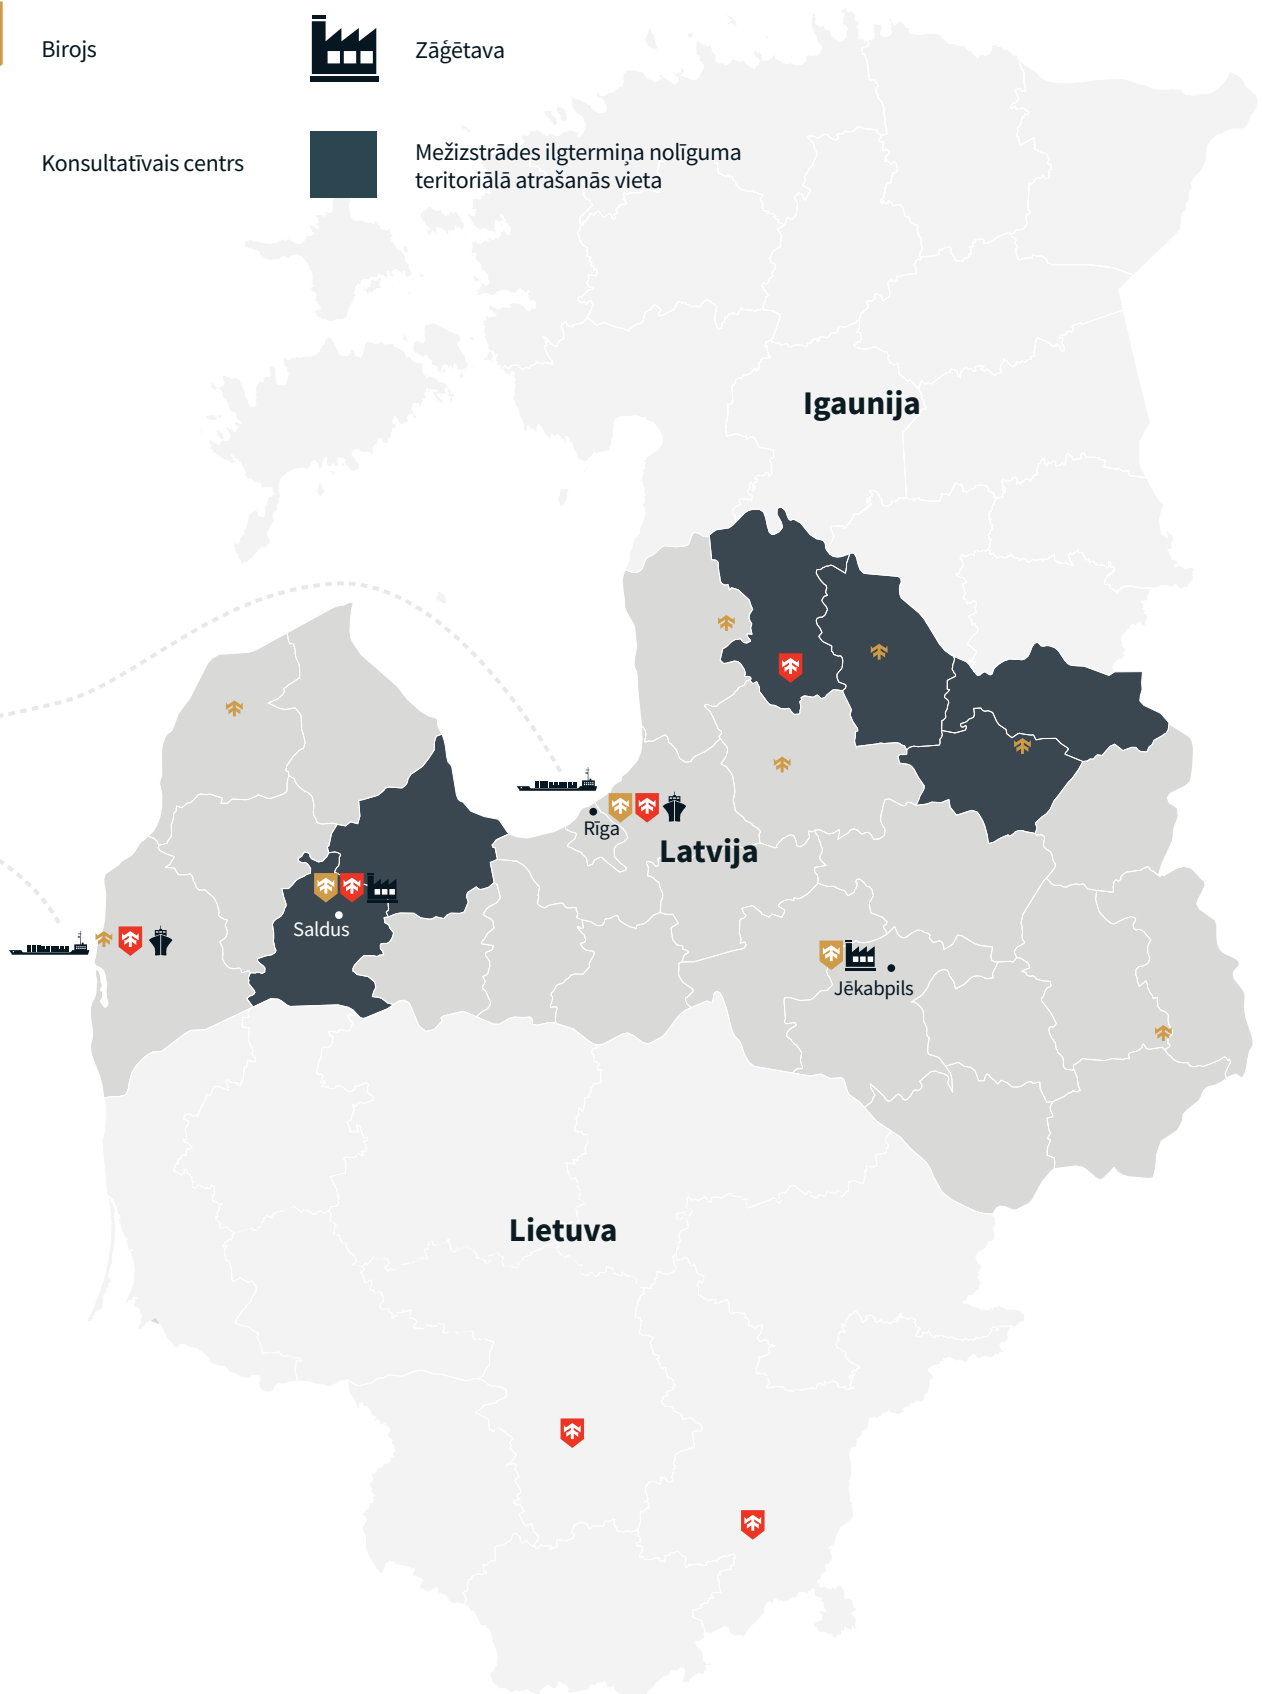 Birojs
Zāģētava
Konsultatīvais centrs
Mežizstrādes ilgtermiņa nolīguma
teritoriālā atrašanās vieta
Igaunija
Rīga
Latvija
Saldus
Jēkabpils
Lietuva